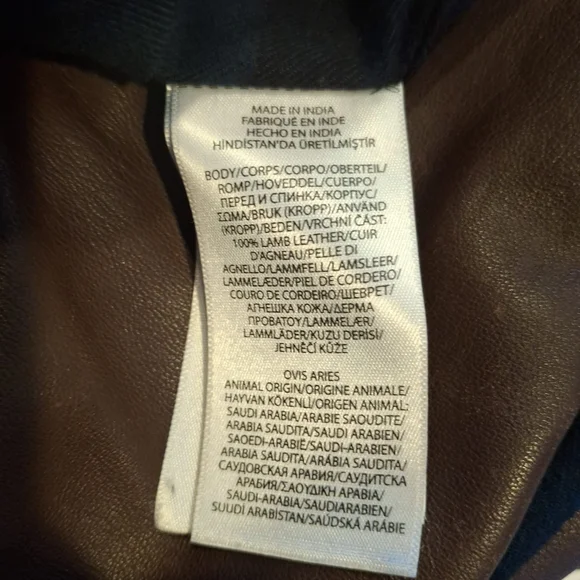 MADE IN INDIA
FABRIQUÉ EN INDE
HECHO EN INDIA
HİNDİSTAN'DA ÜRETİLMİŞTİR
BODY/CORPS/CORPO/OBERTEIL/
ROMP/HOVEDDEL/CUERPO/
ПЕРЕД И СПИНКА/КОРПУС/
ΣΩΜΑ/BRUK (KROPP)/ANVÄND
(KROPP)/BEDEN/VRCHNÍ ČÁST:
100% LAMB LEATHER/CUIR
D'AGNEAU/PELLE DI
AGNELLO/LAMMFELL/LAMSLEER/
LAMMELÆDER/PIEL DE CORDERO/
COURO DE CORDEIRO/ШЕВРЕТ/
АГНЕШКА КОЖА/ΔΕΡΜΑ
ΠΡΟΒΑΤΟΥ/LAMMELÆR/
LAMMLÄDER/KUZU DERİSİ/
JEHNĚČÍ KŮŽE
OVIS ARIES
ANIMAL ORIGIN/ORIGINE ANIMALE/
HAYVAN KÖKENLİ/ORIGEN ANIMAL:
SAUDI ARABIA/ARABIE SAOUDITE/
ARABIA SAUDITA/SAUDI ARABIEN/
SAOEDI-ARABIË/SAUDI-ARABIEN/
ARABIA SAUDITA/ARÁBIA SAUDITA/
САУДОВСКАЯ АРАВИЯ/САУДИТСКА
АРАБИЯ/ΣΑΟΥΔΙΚΗ ΑΡΑΒΙΑ/
SAUDI-ARABIA/SAUDIARABIEN/
SUUDI ARABİSTAN/SAÚDSKÁ ARÁBIE